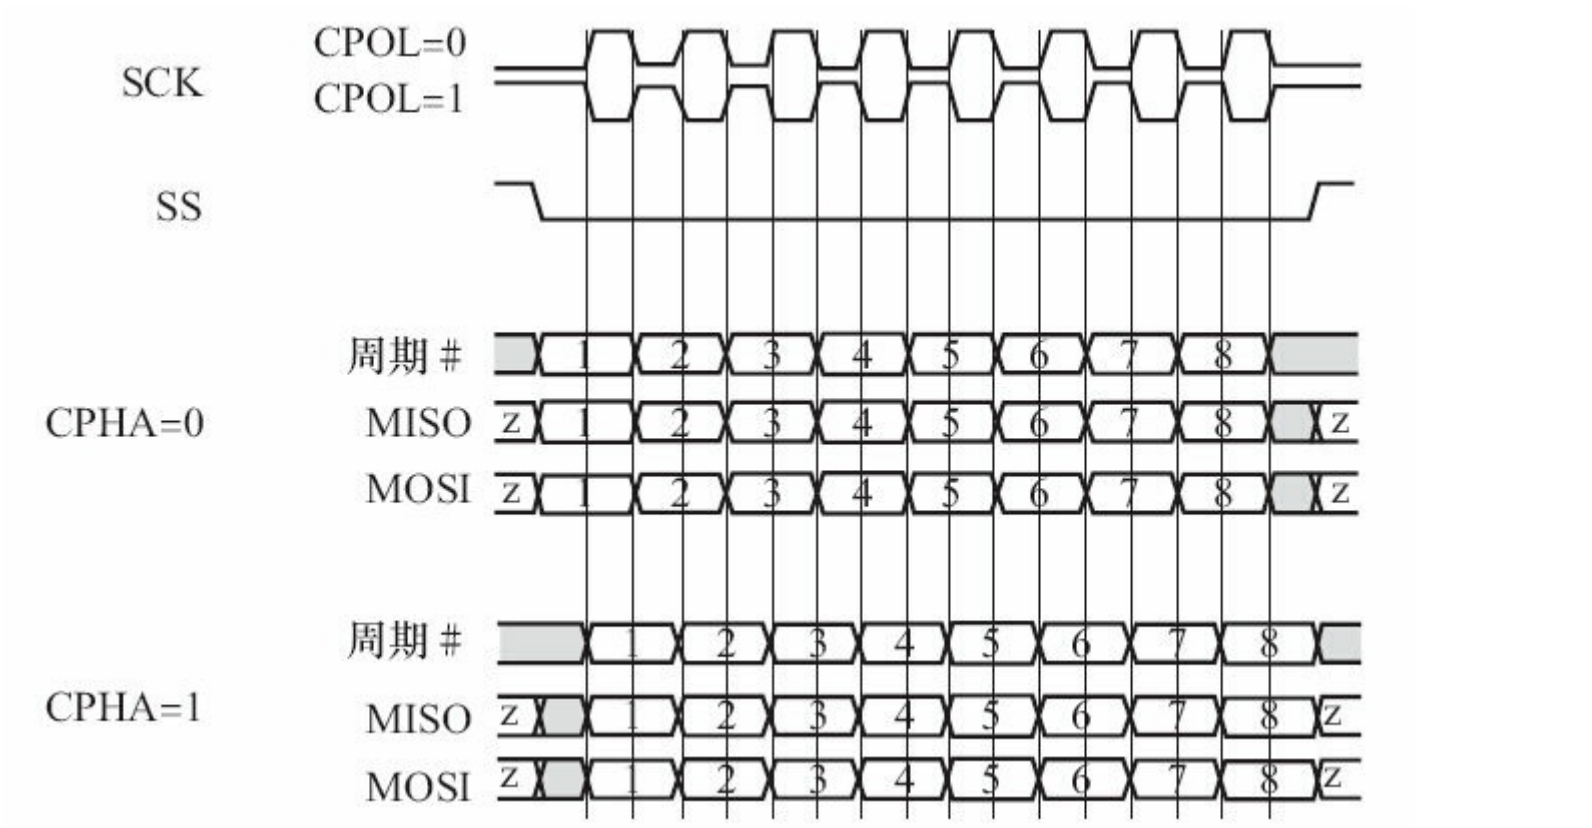 CPOL=0
SCK
CPOL=1
SS
周期 # 1 2 3 4 5 6 7 8
CPHA=0 MISO z 1 2 3 4 5 6 7 8 z
MOSI z 1 2 3 4 5 6 7 8 z
周期 # 1 2 3 4 5 6 7 8
CPHA=1 MISO z 1 2 3 4 5 6 7 8 z
MOSI z 1 2 3 4 5 6 7 8 z